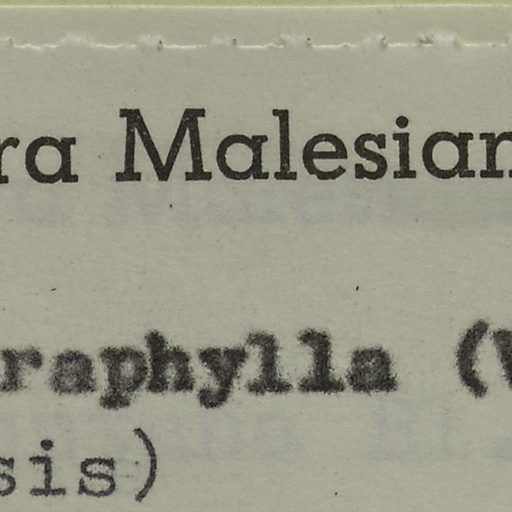 ra Malesian
raphylla (
sis)